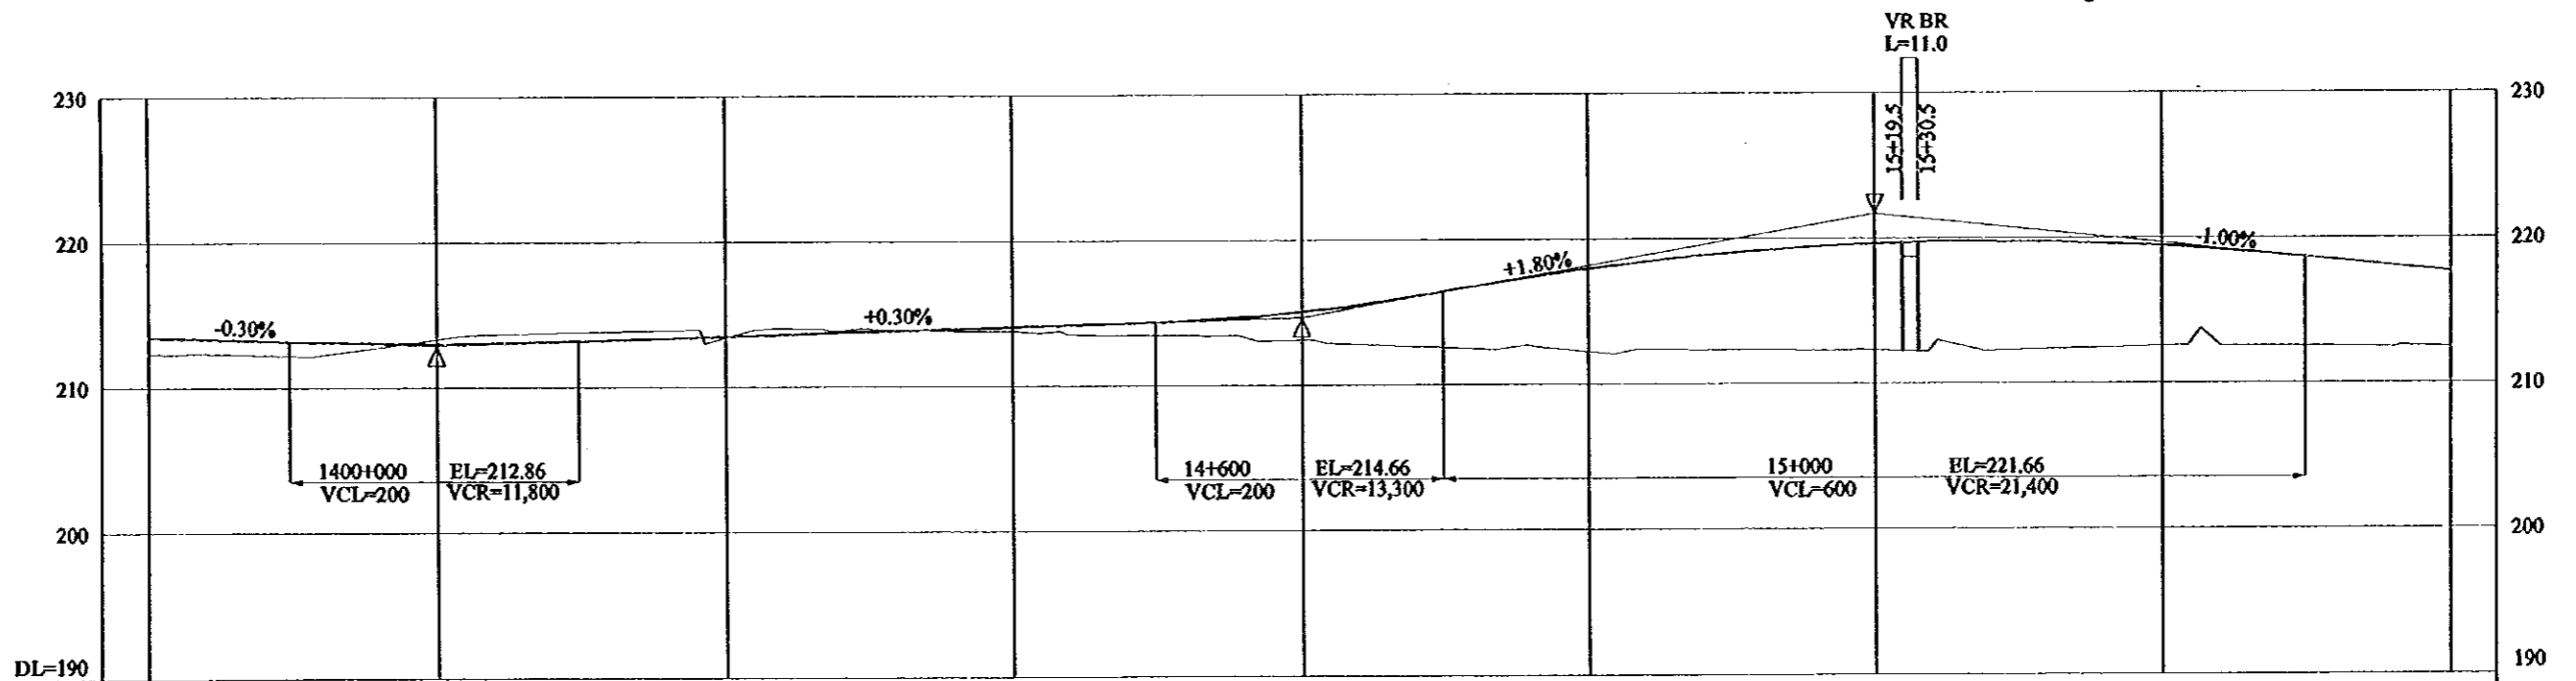 VR BR
L=11.0
230
230
15+19.5
15+30.5
220
220
-0.30%
+0.30%
+1.80%
-1.00%
210
210
1400+000
EL=212.86
VCL=200
VCR=11,800
14+600
EL=214.66
VCL=200
VCR=13,300
15+000
EL=221.66
VCL=600
VCR=21,400
200
200
DL=190
190